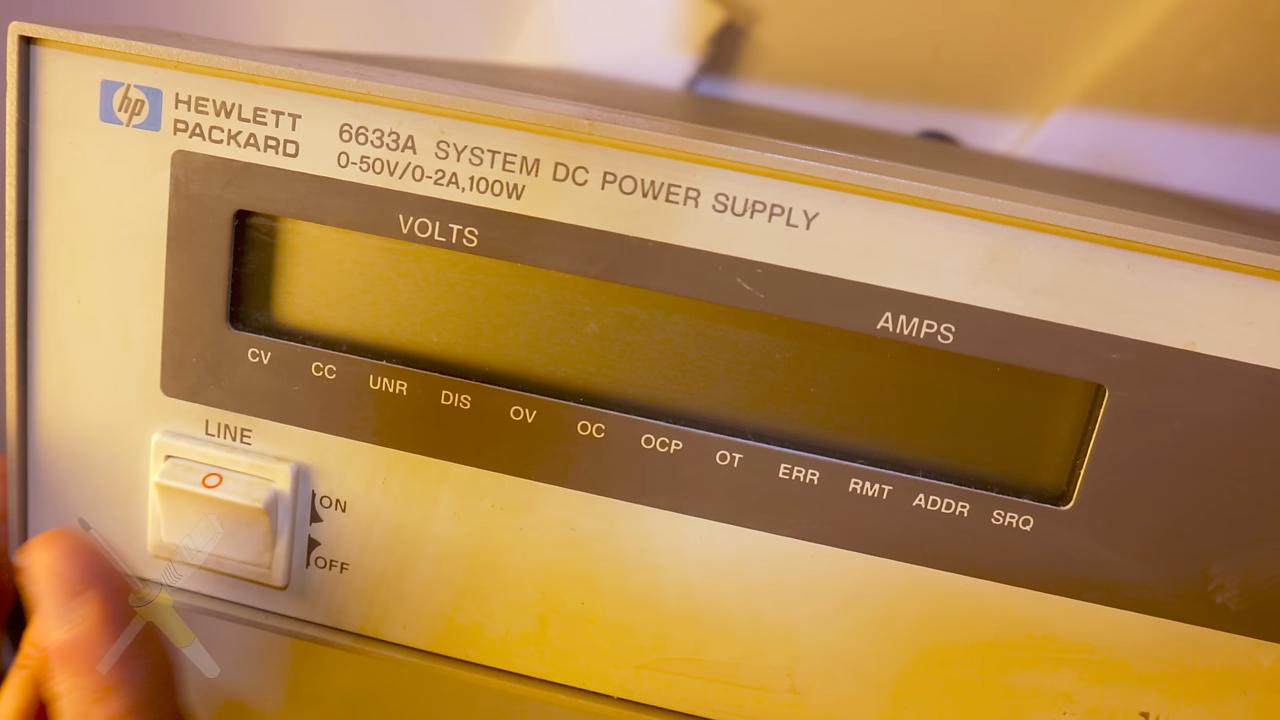 hp
HEWLETT
PACKARD
6633A SYSTEM DC POWER SUPPLY
0-50V/0-2A,100W
VOLTS
AMPS
CV CC UNR DIS OV OC OCP OT ERR RMT ADDR SRQ
LINE
O
ON
OFF